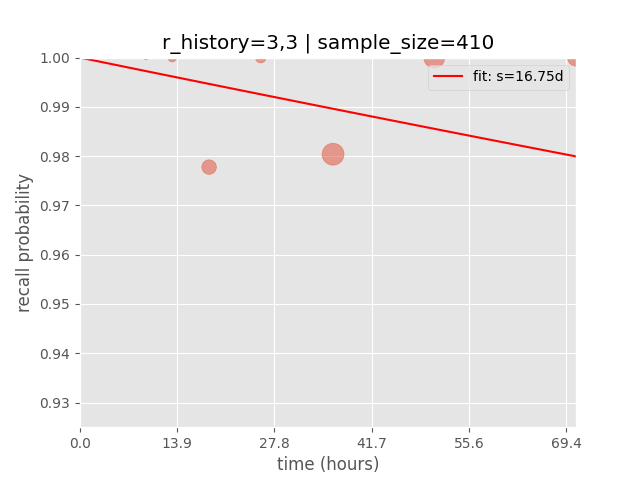 r_history=3,3 | sample_size=410
fit: s=16.75d
recall probability
1.00
0.99
0.98
0.97
0.96
0.95
0.94
0.93
0.0 13.9 27.8 41.7 55.6 69.4
time (hours)